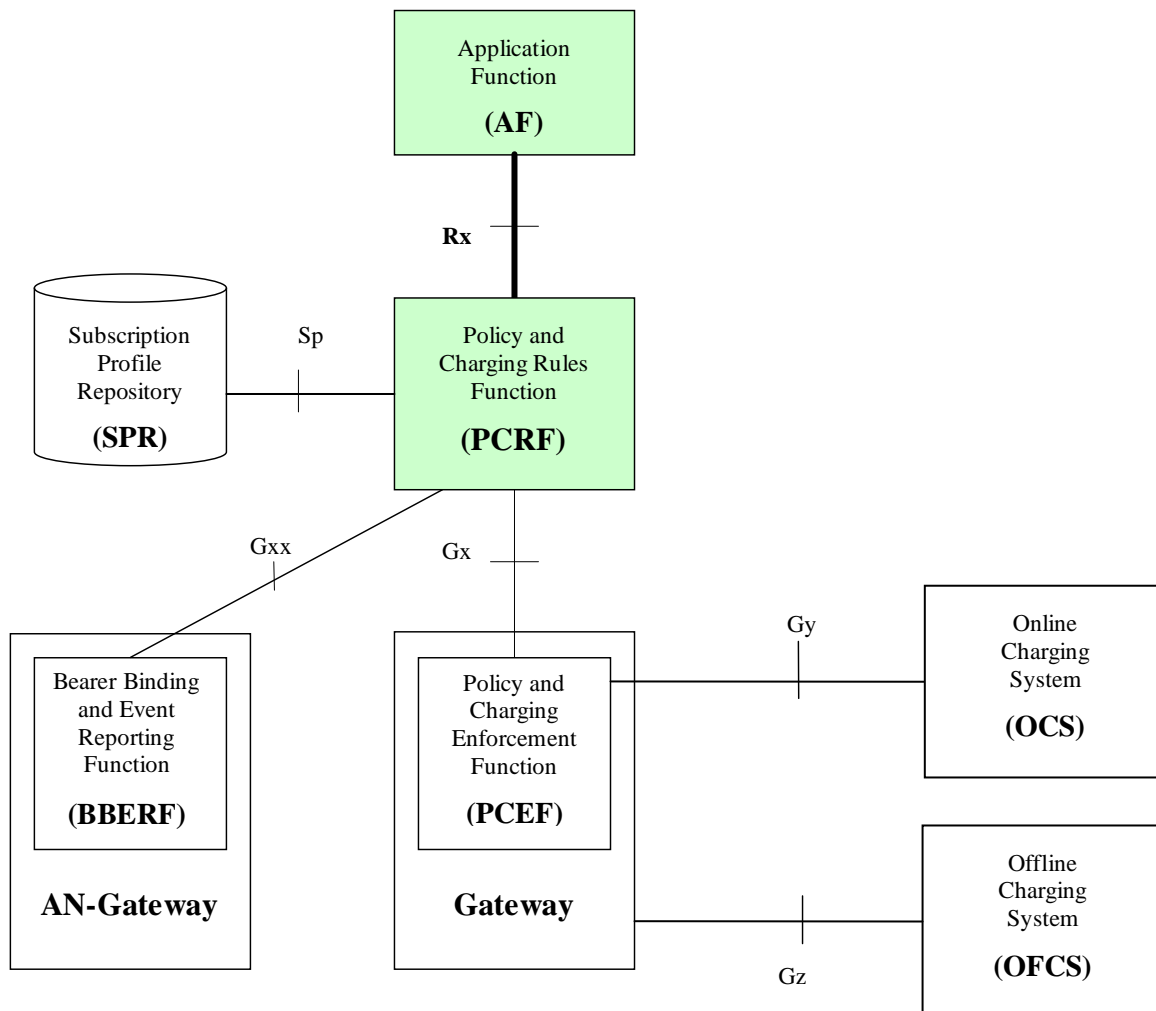 Application
Function
(AF)
Rx
Subscription
Profile
Repository
(SPR)
Sp
Policy and
Charging Rules
Function
(PCRF)
Gxx
Gx
Bearer Binding
and Event
Reporting
Function
(BBERF)
AN-Gateway
Policy and
Charging
Enforcement
Function
(PCEF)
Gateway
Gy
Online
Charging
System
(OCS)
Gz
Offline
Charging
System
(OFCS)